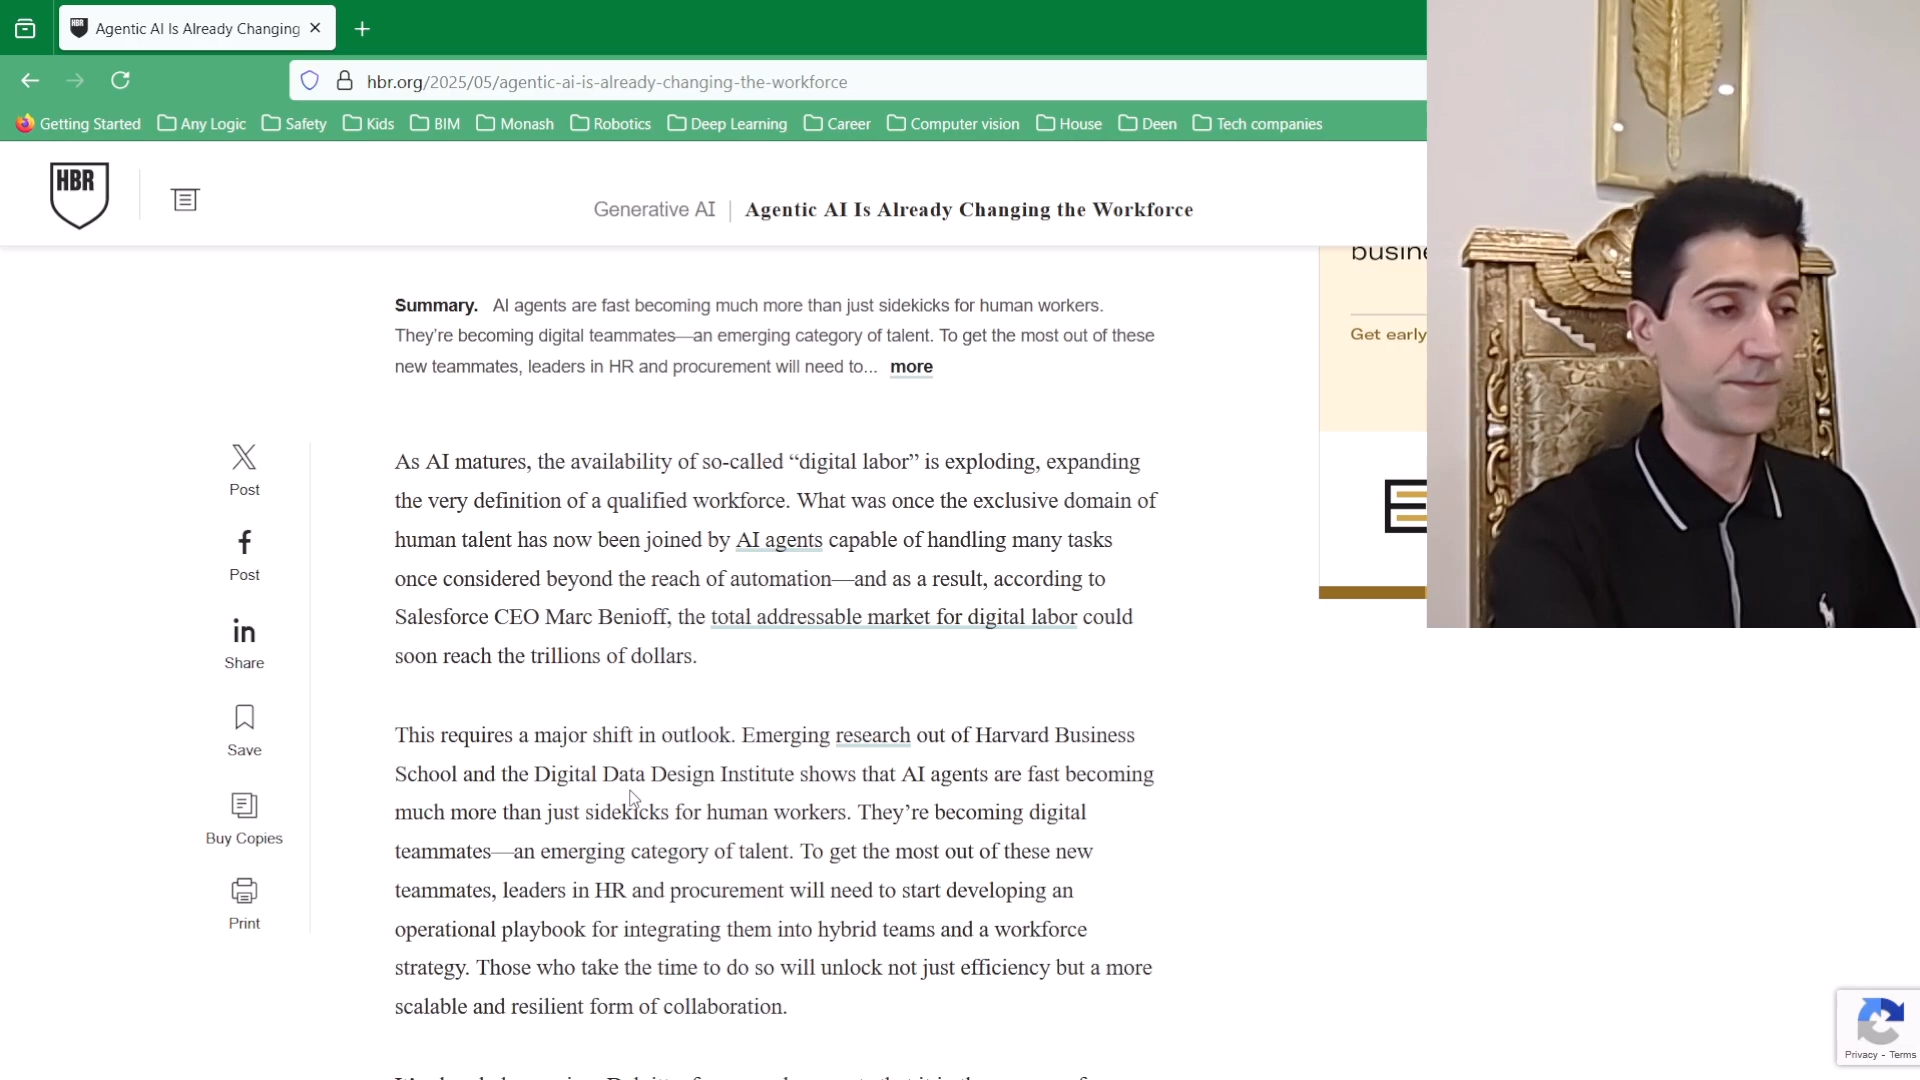 Agentic AI Is Already Changing
hbr.org/2025/05/agentic-ai-is-already-changing-the-workforce
Getting Started Any Logic Safety Kids BIM Monash Robotics Deep Learning Career Computer vision House Deen Tech companies
HBR
Generative AI | Agentic AI Is Already Changing the Workforce
Get early
Summary. AI agents are fast becoming much more than just sidekicks for human workers.
They’re becoming digital teammates—an emerging category of talent. To get the most out of these
new teammates, leaders in HR and procurement will need to... more
Post
Post
Share
Save
Buy Copies
Print
As AI matures, the availability of so-called “digital labor” is exploding, expanding
the very definition of a qualified workforce. What was once the exclusive domain of
human talent has now been joined by AI agents capable of handling many tasks
once considered beyond the reach of automation—and as a result, according to
Salesforce CEO Marc Benioff, the total addressable market for digital labor could
soon reach the trillions of dollars.
This requires a major shift in outlook. Emerging research out of Harvard Business
School and the Digital Data Design Institute shows that AI agents are fast becoming
much more than just sidekicks for human workers. They’re becoming digital
teammates—an emerging category of talent. To get the most out of these new
teammates, leaders in HR and procurement will need to start developing an
operational playbook for integrating them into hybrid teams and a workforce
strategy. Those who take the time to do so will unlock not just efficiency but a more
scalable and resilient form of collaboration.
Privacy - Terms